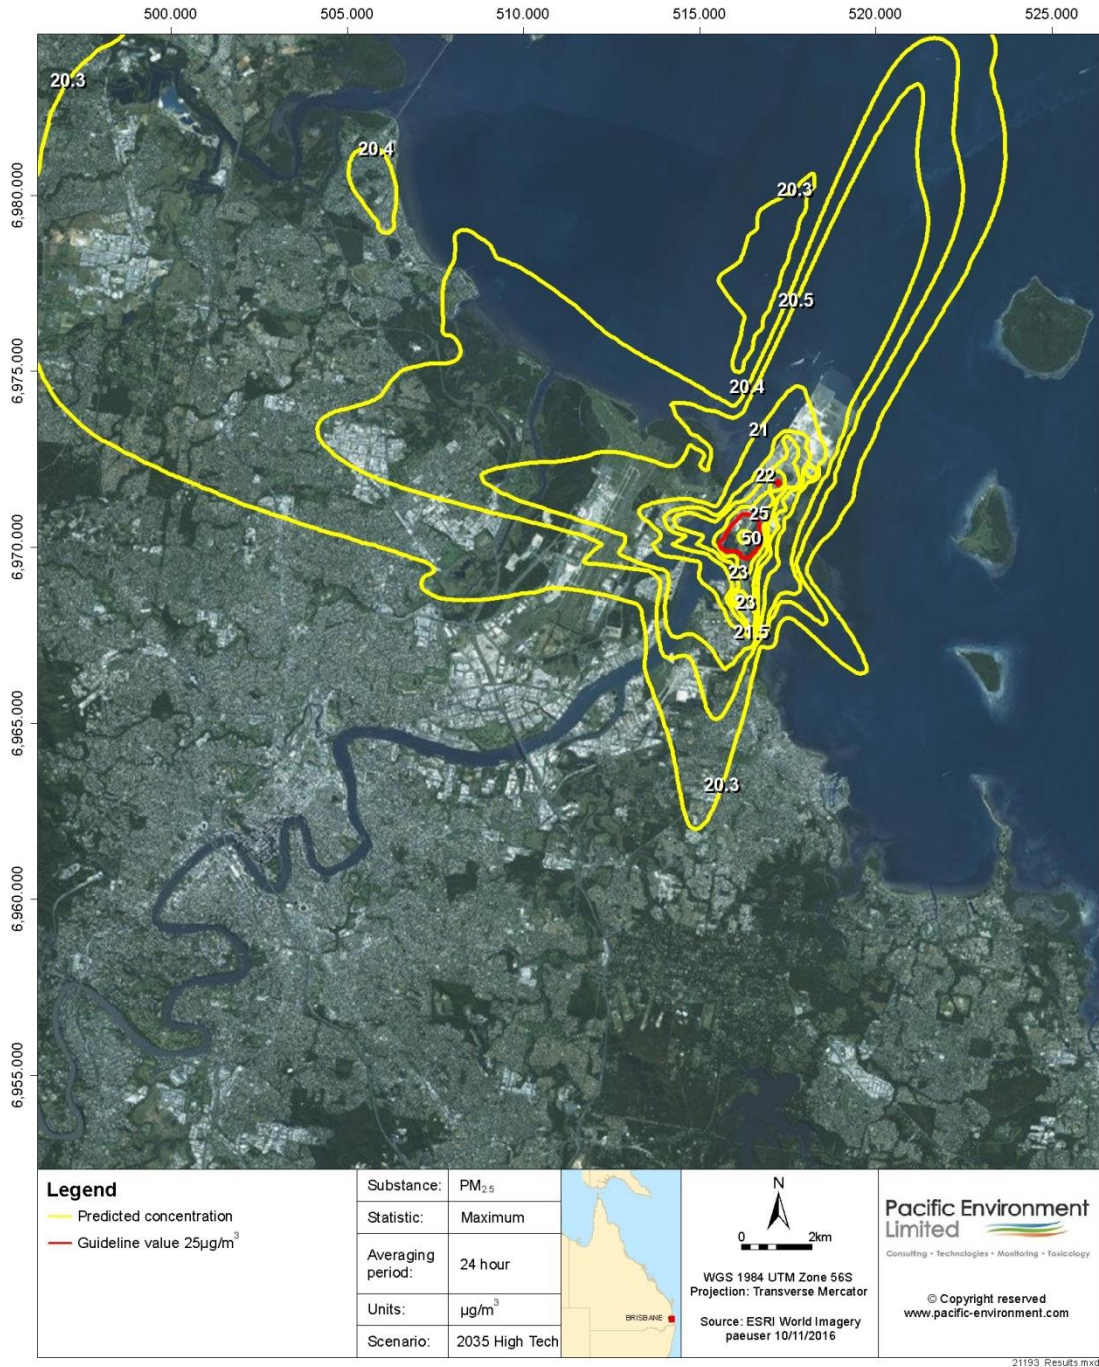 500.000 505.000 510.000 515.000 520.000 525.000
6,980.000
6,975.000
6,970.000
6,965.000
6,960.000
6,955.000
20.3
20.4
20.3
20.5
20.4
21
22
25
50
23
23
21.5
20.3
Legend
Predicted concentration
Guideline value 25µg/m³
Substance: PM₂.₅
Statistic: Maximum
Averaging period: 24 hour
Units: µg/m³
Scenario: 2035 High Tech
BRISBANE
N
0 2km
WGS 1984 UTM Zone 56S
Projection: Transverse Mercator
Source: ESRI World Imagery
paeuser 10/11/2016
Pacific Environment
Limited
Consulting • Technologies • Monitoring • Toxicology
© Copyright reserved
www.pacific-environment.com
21193 Results.mxd